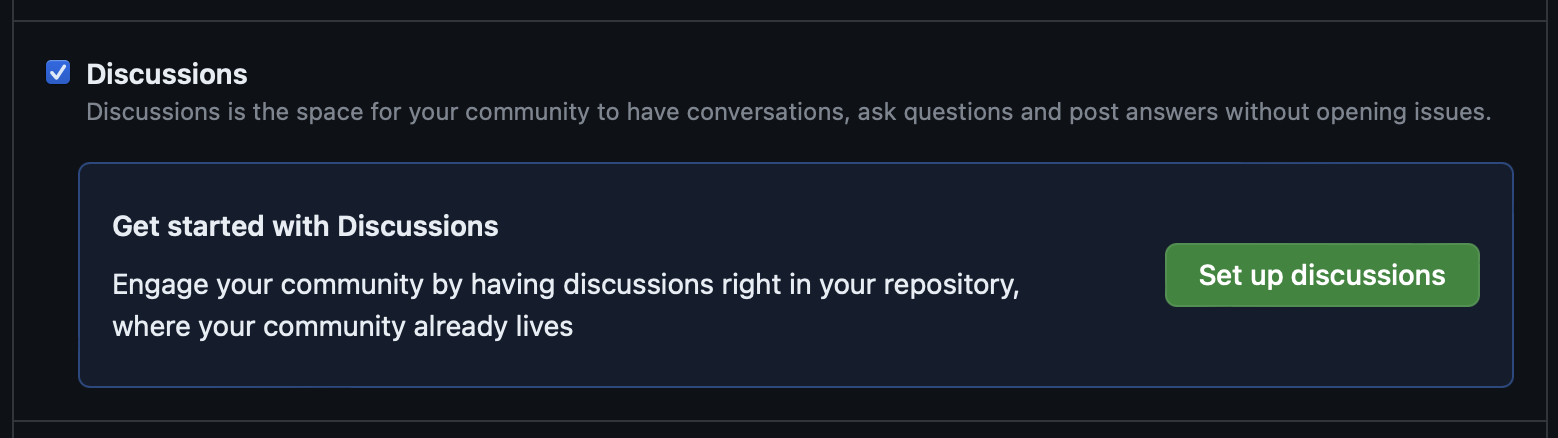 Discussions
Discussions is the space for your community to have conversations, ask questions and post answers without opening issues.
Get started with Discussions
Engage your community by having discussions right in your repository,
where your community already lives
Set up discussions